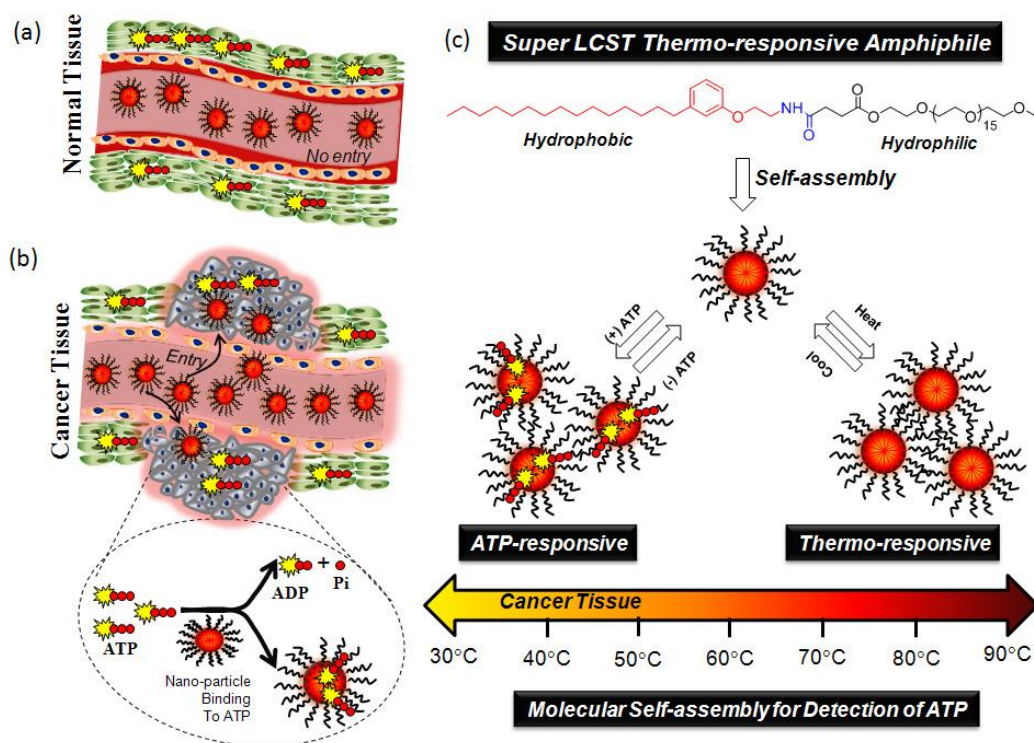 (a)
Normal Tissue
No entry
(b)
Cancer Tissue
Entry
ATP
ADP
+
Pi
Nano-particle
Binding
To ATP
(c)
Super LCST Thermo-responsive Amphiphile
O
NH
O
O
O
O
O
O
15
O
Hydrophobic
Hydrophilic
Self-assembly
(+) ATP
(-) ATP
Heat
Cool
ATP-responsive
Thermo-responsive
Cancer Tissue
30°C 40°C 50°C 60°C 70°C 80°C 90°C
Molecular Self-assembly for Detection of ATP